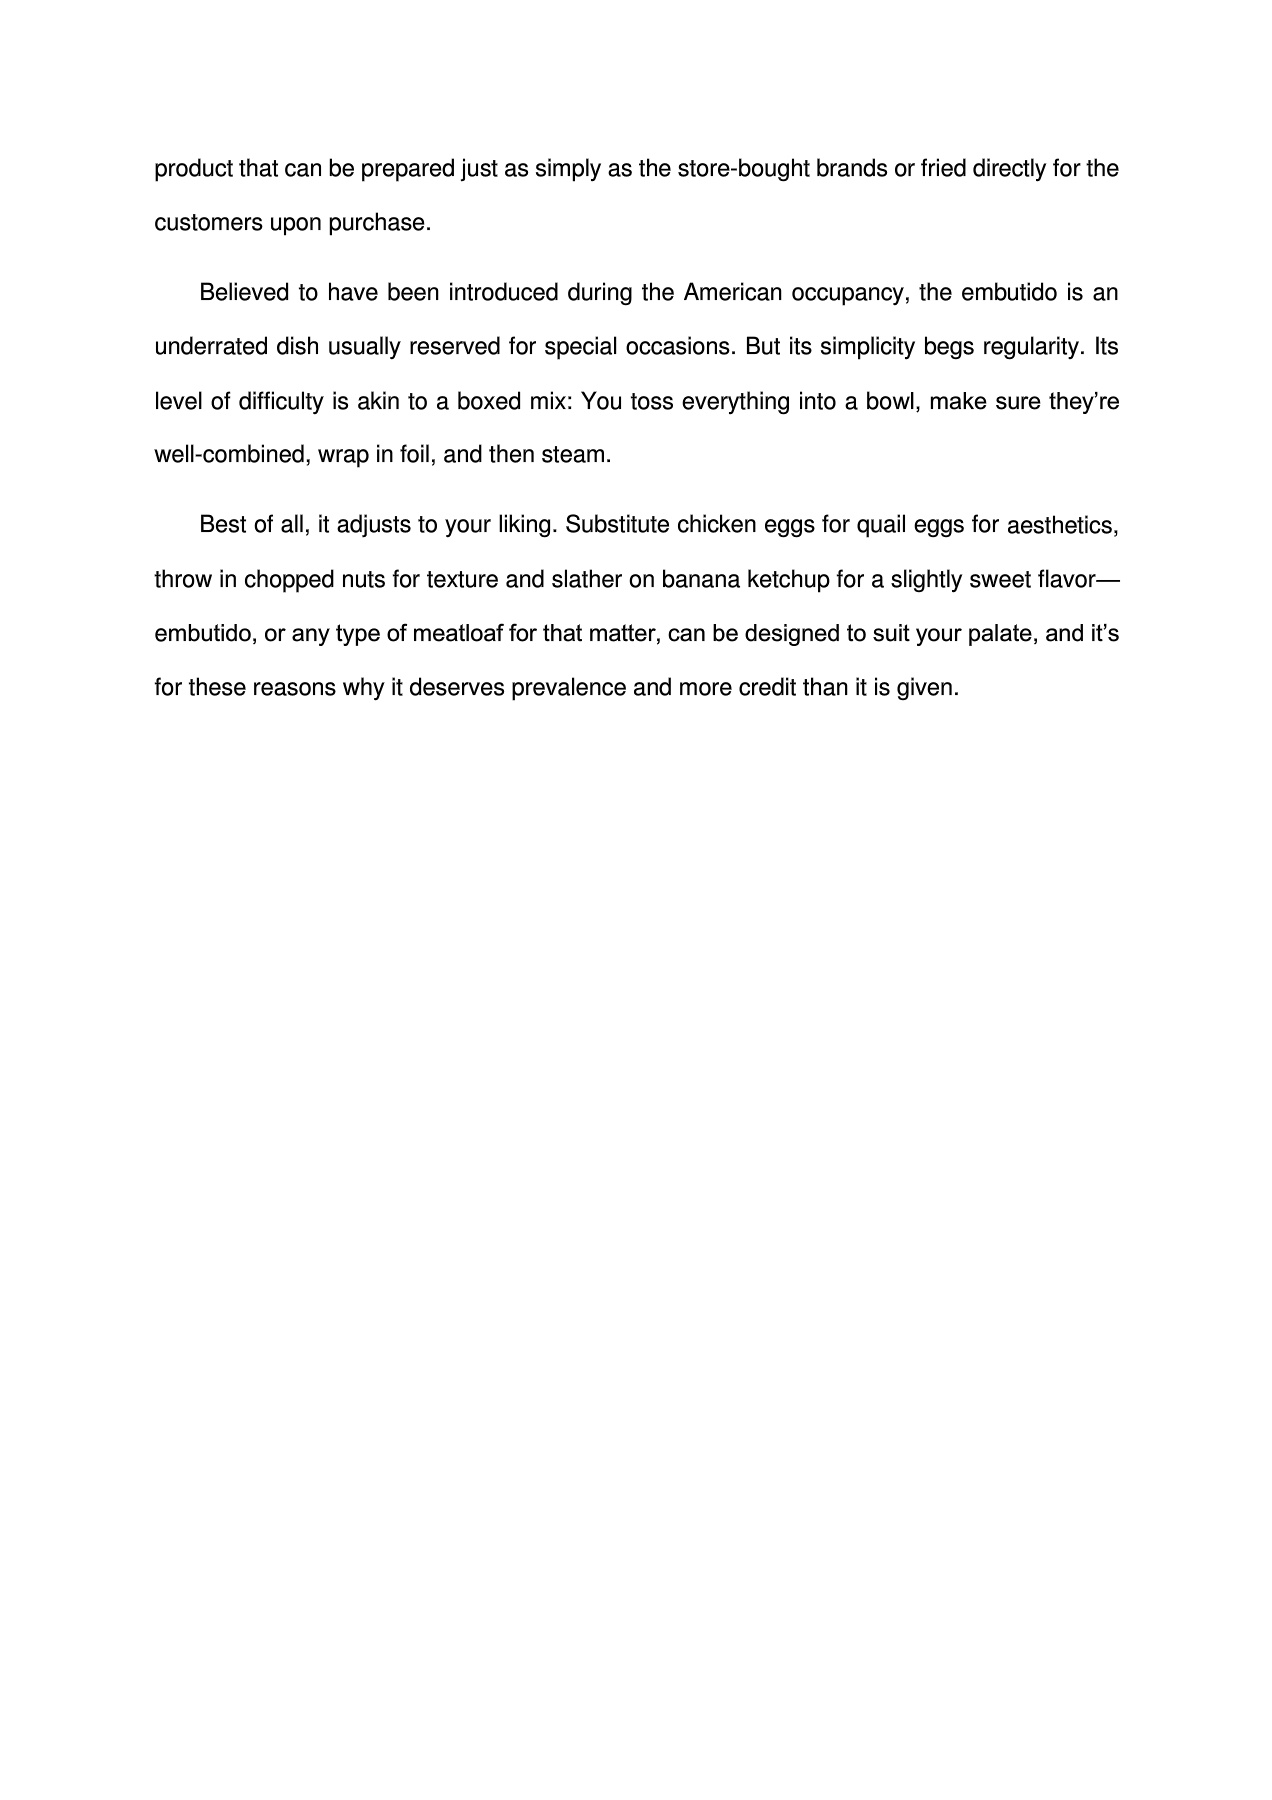 product that can be prepared just as simply as the store-bought brands or fried directly for the
customers upon purchase.
Believed to have been introduced during the American occupancy, the embutido is an
underrated dish usually reserved for special occasions. But its simplicity begs regularity. Its
level of difficulty is akin to a boxed mix: You toss everything into a bowl, make sure they’re
well-combined, wrap in foil, and then steam.
Best of all, it adjusts to your liking. Substitute chicken eggs for quail eggs for aesthetics,
throw in chopped nuts for texture and slather on banana ketchup for a slightly sweet flavor—
embutido, or any type of meatloaf for that matter, can be designed to suit your palate, and it’s
for these reasons why it deserves prevalence and more credit than it is given.